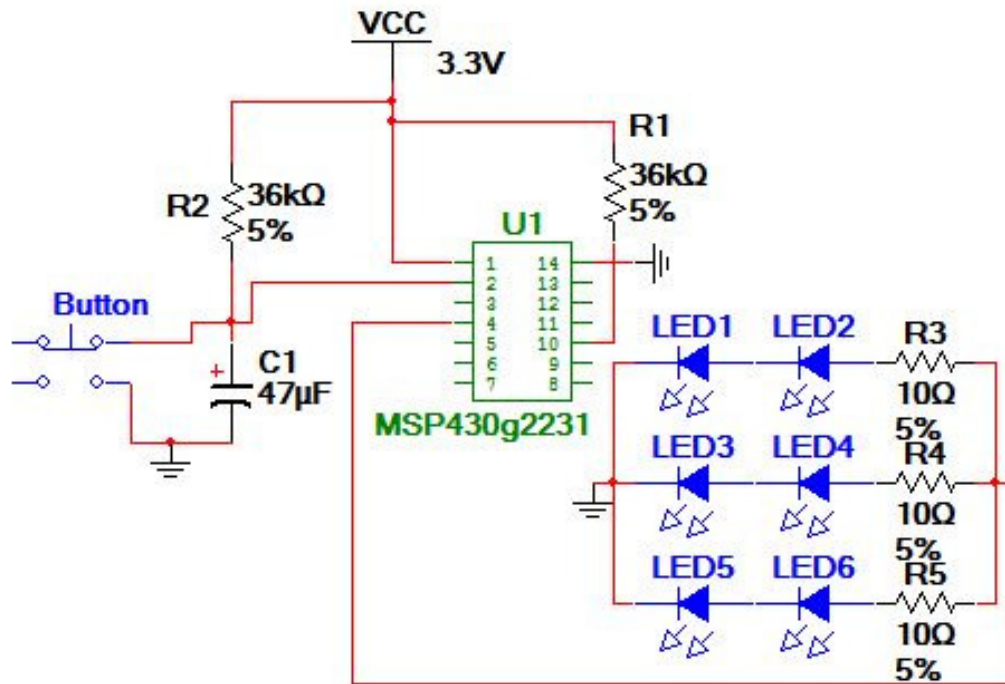 VCC
3.3V
R1
36kΩ
5%
R2
36kΩ
5%
U1
1 14
2 13
3 12
4 11
5 10
6 9
7 8
MSP430g2231
Button
+
C1
47µF
LED1 LED2 R3
10Ω
5%
LED3 LED4 R4
10Ω
5%
LED5 LED6 R5
10Ω
5%